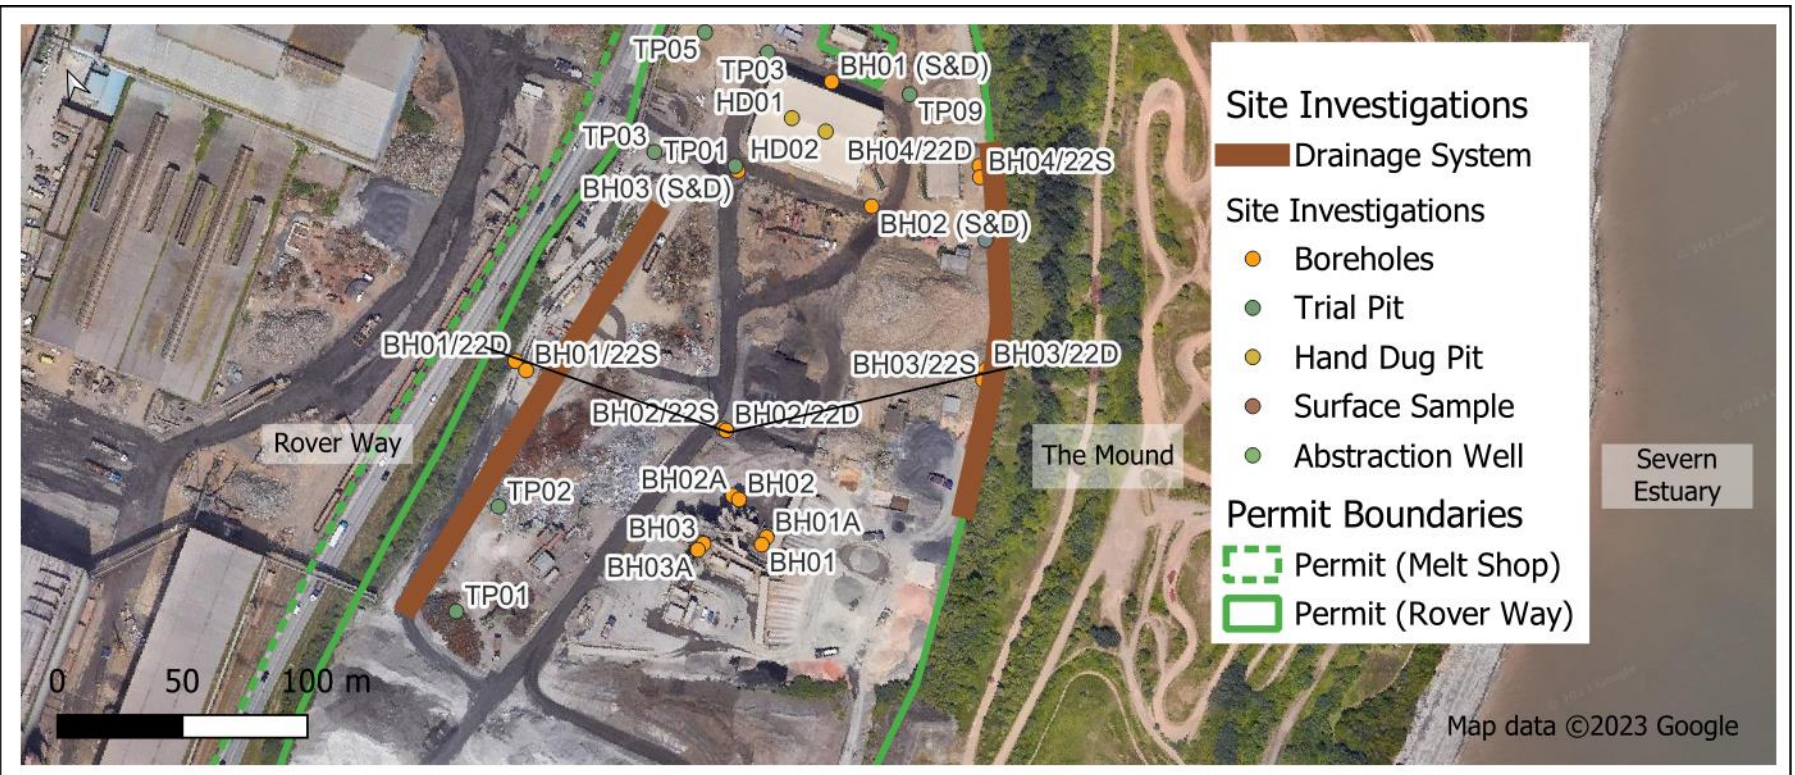 TP05
TP03
BH01 (S&D)
HD01
TP09
TP03
TP01
HD02
BH04/22D
BH04/22S
BH03 (S&D)
BH02 (S&D)
BH01/22D
BH01/22S
BH03/22S
BH03/22D
BH02/22S
BH02/22D
Rover Way
The Mound
BH02A
BH02
TP02
BH03
BH01A
BH03A
BH01
TP01
0 50 100 m
Site Investigations
Drainage System
Site Investigations
Boreholes
Trial Pit
Hand Dug Pit
Surface Sample
Abstraction Well
Permit Boundaries
Permit (Melt Shop)
Permit (Rover Way)
Severn
Estuary
Map data ©2023 Google